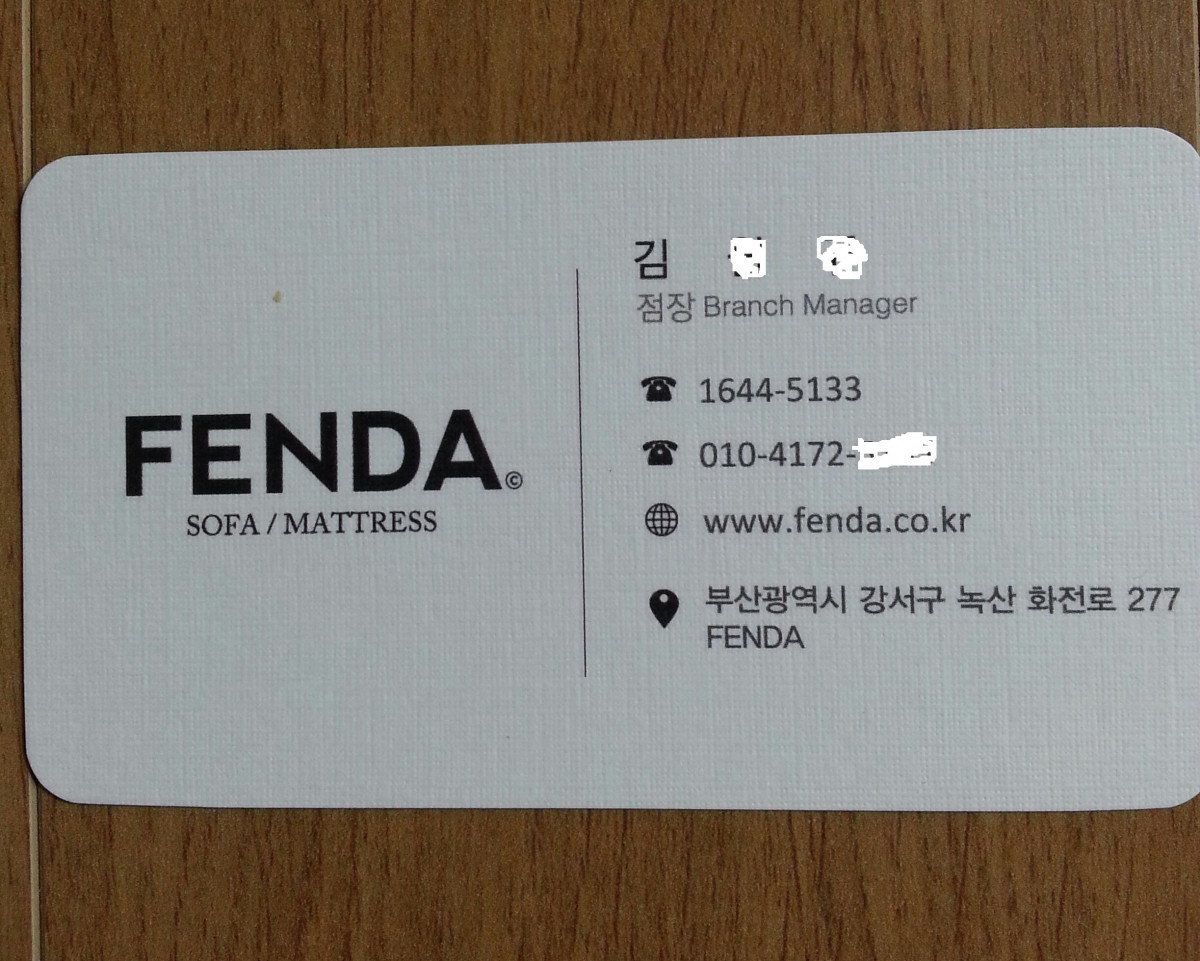 FENDA©
SOFA / MATTRESS
김
점장 Branch Manager
1644-5133
010-4172-
www.fenda.co.kr
부산광역시 강서구 녹산 화전로 277
FENDA